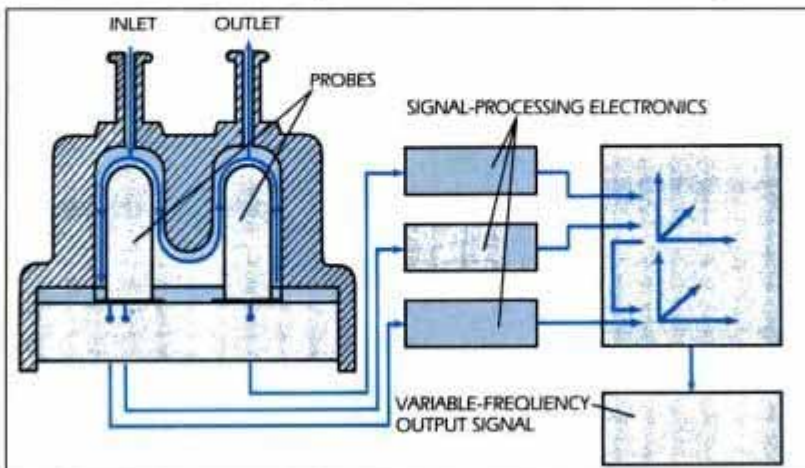 INLET
OUTLET
PROBES
SIGNAL-PROCESSING ELECTRONICS
VARIABLE-FREQUENCY
OUTPUT SIGNAL